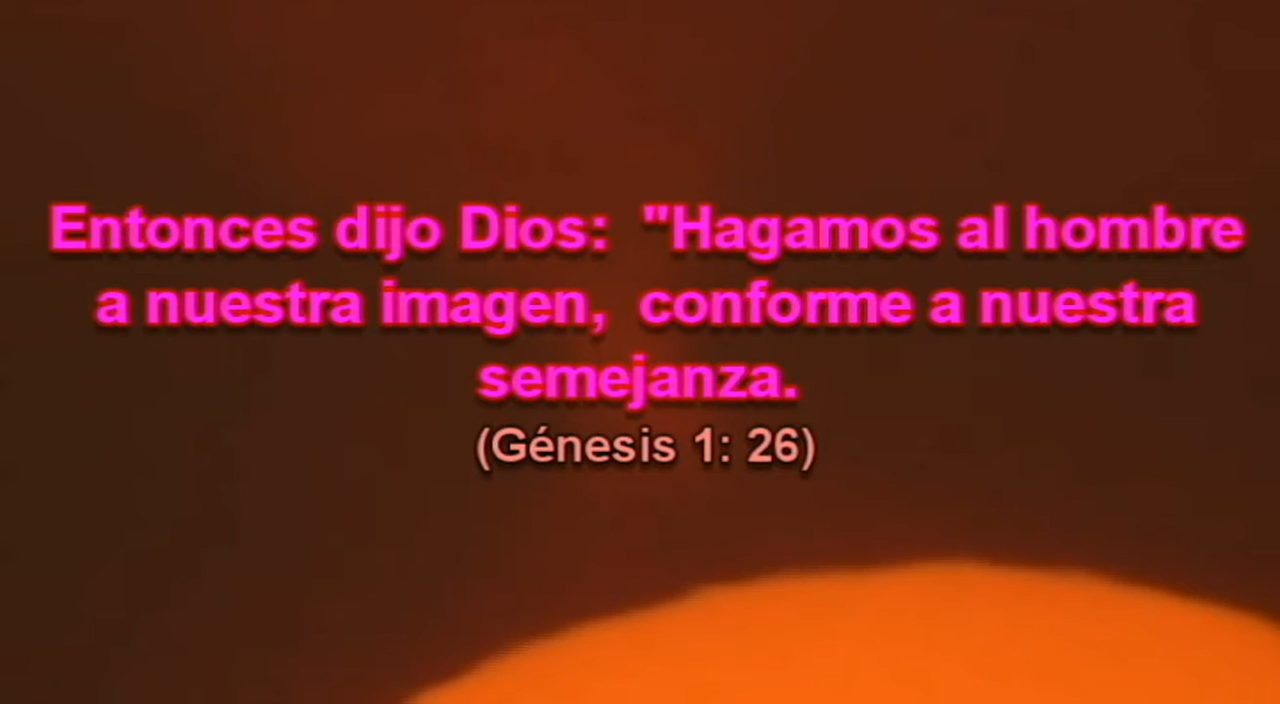 Entonces dijo Dios:  "Hagamos al hombre
a nuestra imagen,  conforme a nuestra
semejanza.
(Génesis 1: 26)